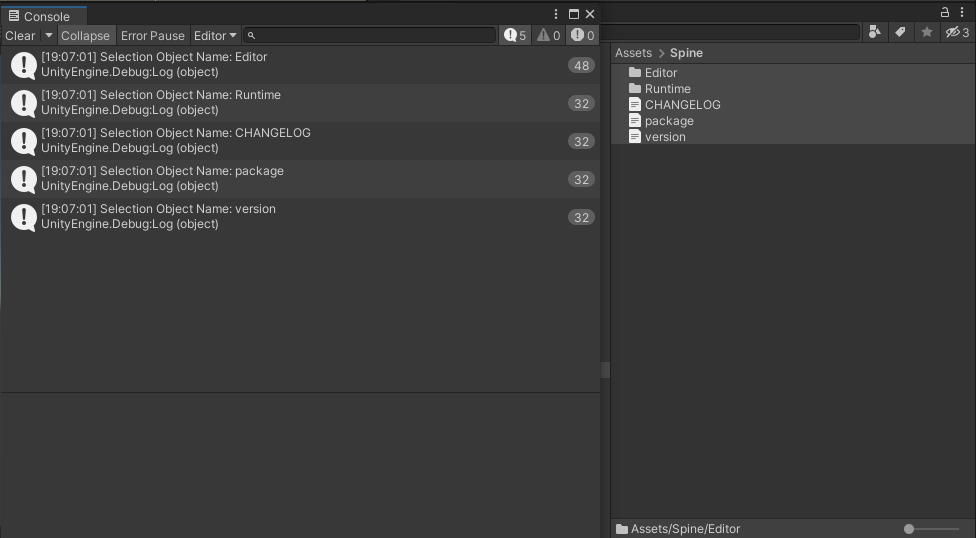 Console
Clear Collapse Error Pause Editor 5 0 0
[19:07:01] Selection Object Name: Editor
UnityEngine.Debug:Log (object)
48
[19:07:01] Selection Object Name: Runtime
UnityEngine.Debug:Log (object)
32
[19:07:01] Selection Object Name: CHANGELOG
UnityEngine.Debug:Log (object)
32
[19:07:01] Selection Object Name: package
UnityEngine.Debug:Log (object)
32
[19:07:01] Selection Object Name: version
UnityEngine.Debug:Log (object)
32
3
Assets > Spine
Editor
Runtime
CHANGELOG
package
version
Assets/Spine/Editor